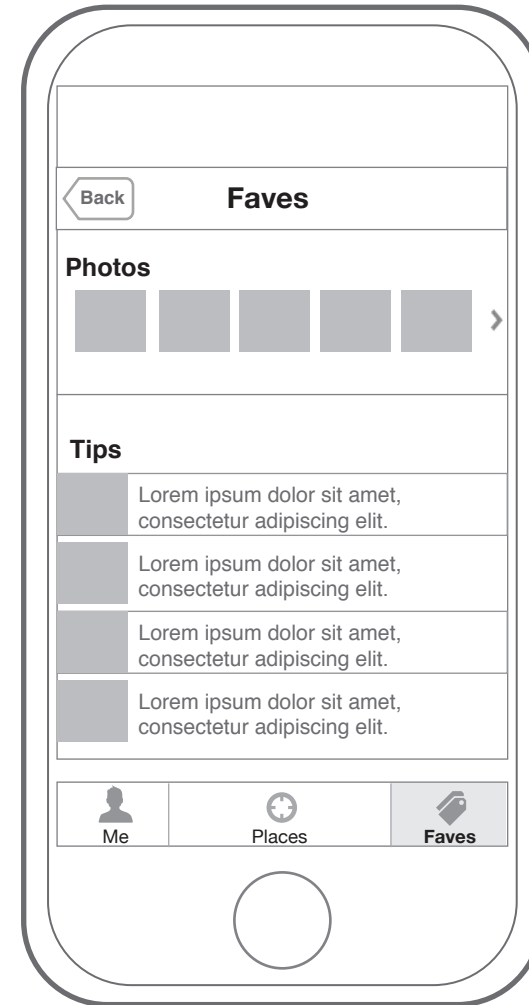 Back
Faves
Photos
Tips
Lorem ipsum dolor sit amet,
consectetur adipiscing elit.
Lorem ipsum dolor sit amet,
consectetur adipiscing elit.
Lorem ipsum dolor sit amet,
consectetur adipiscing elit.
Lorem ipsum dolor sit amet,
consectetur adipiscing elit.
Me
Places
Faves